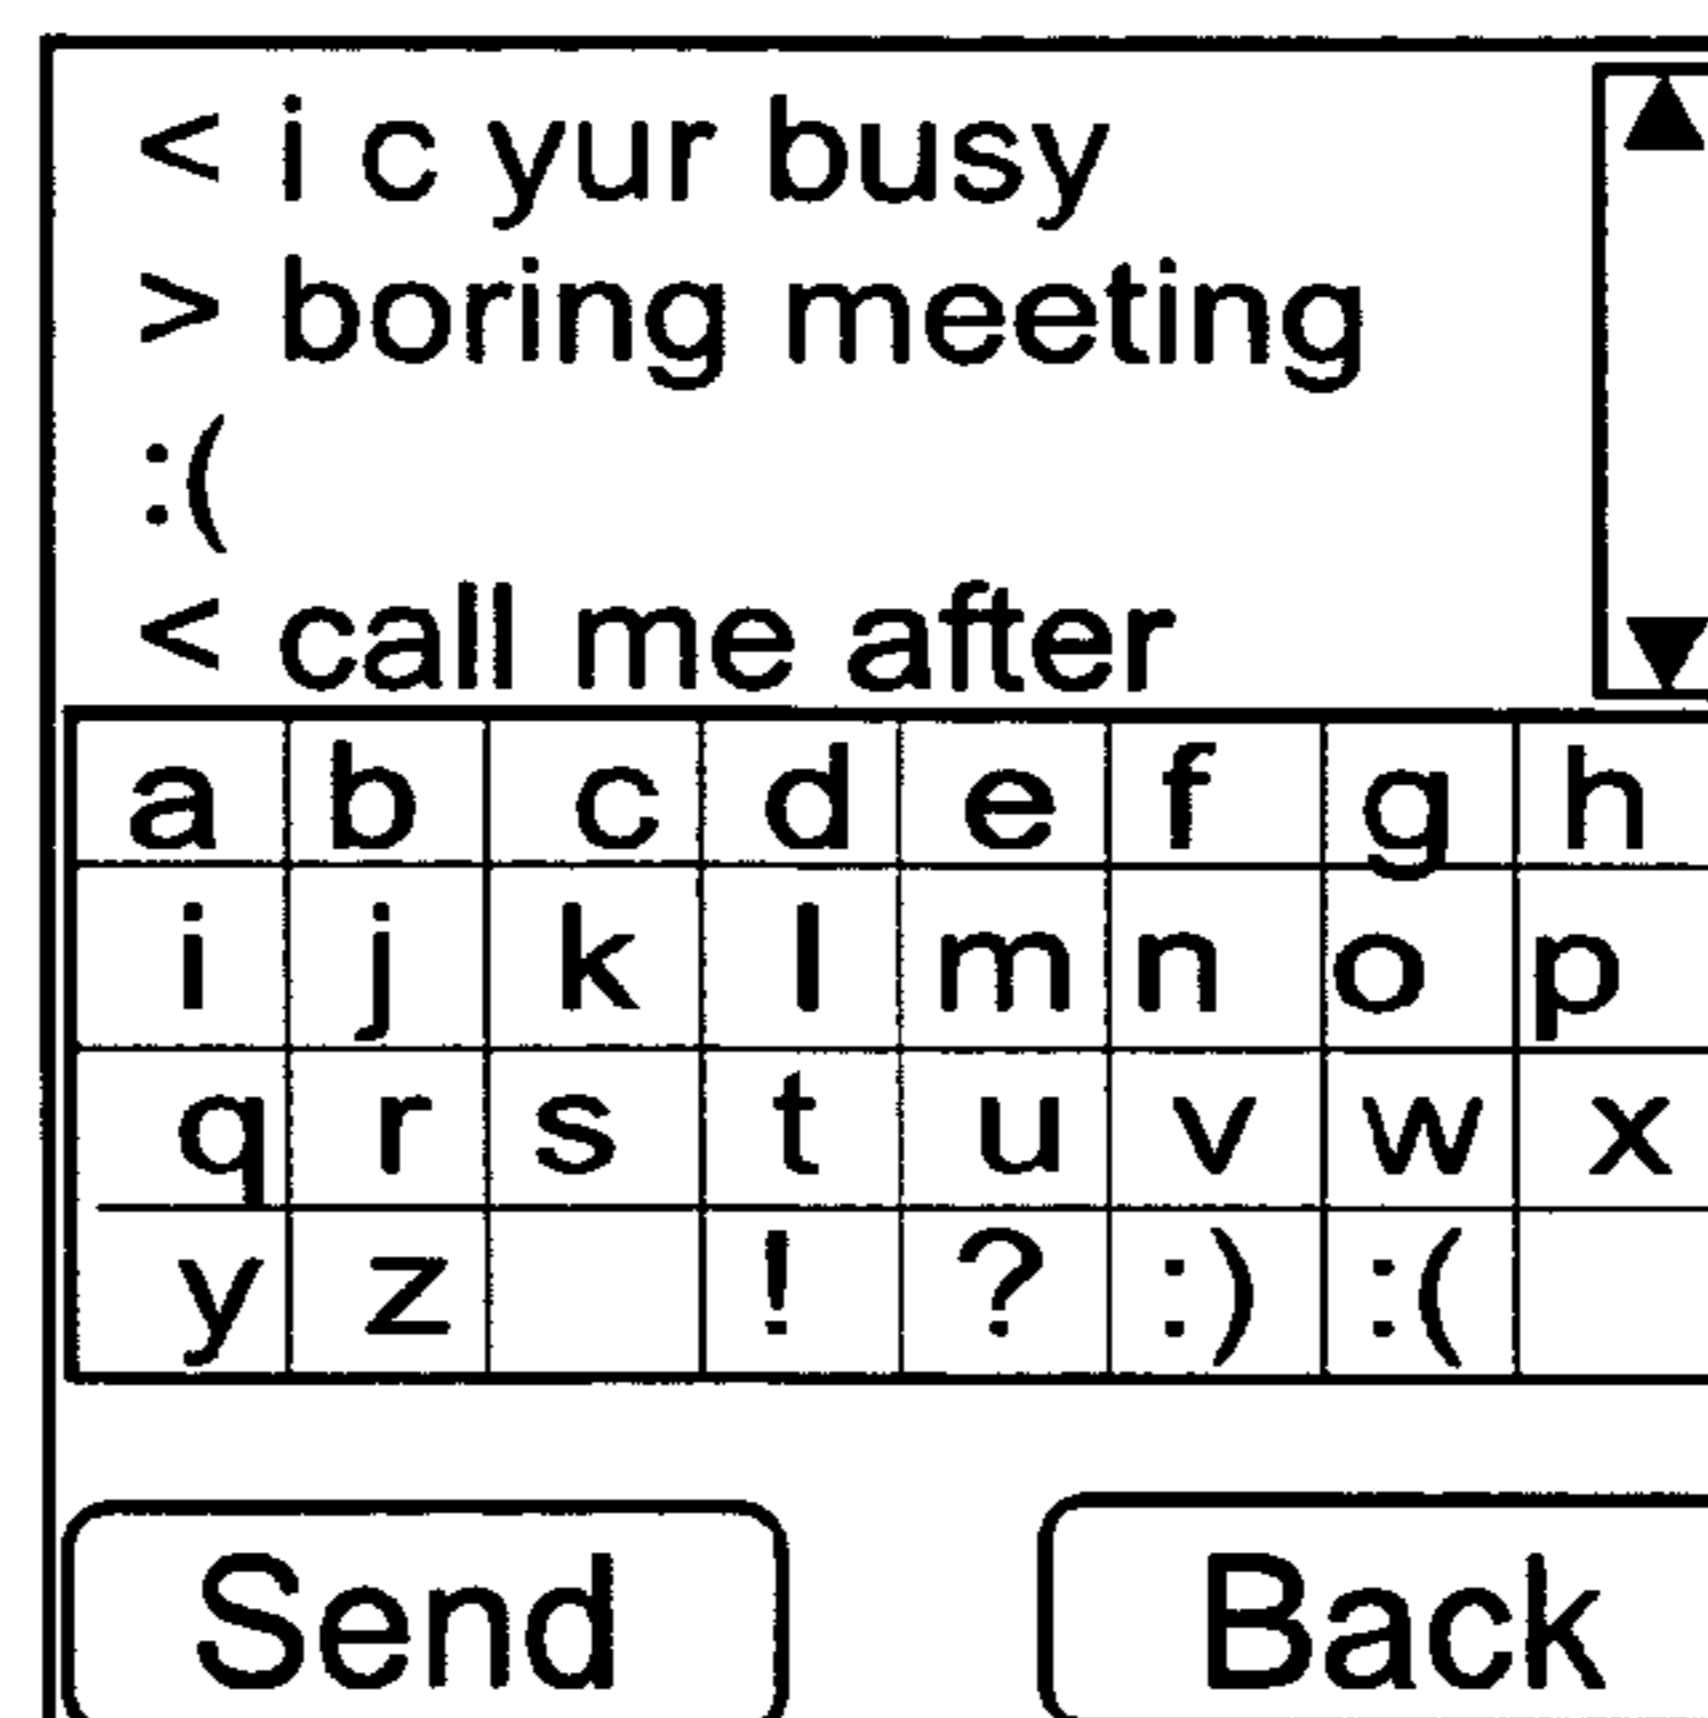 < i c yur busy
> boring meeting
:(
< call me after
a b c d e f g h
i j k l m n o p
q r s t u v w x
y z ! ? :) :(
Send Back